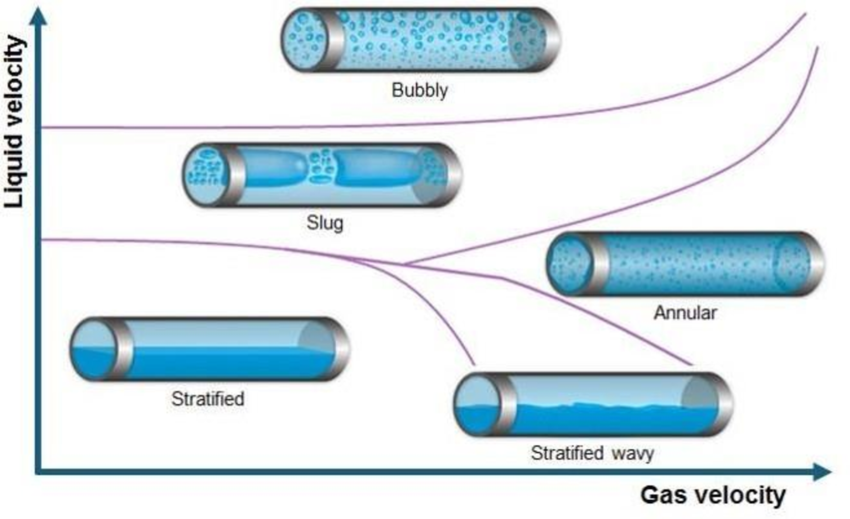 Liquid velocity
Bubbly
Slug
Annular
Stratified
Stratified wavy
Gas velocity